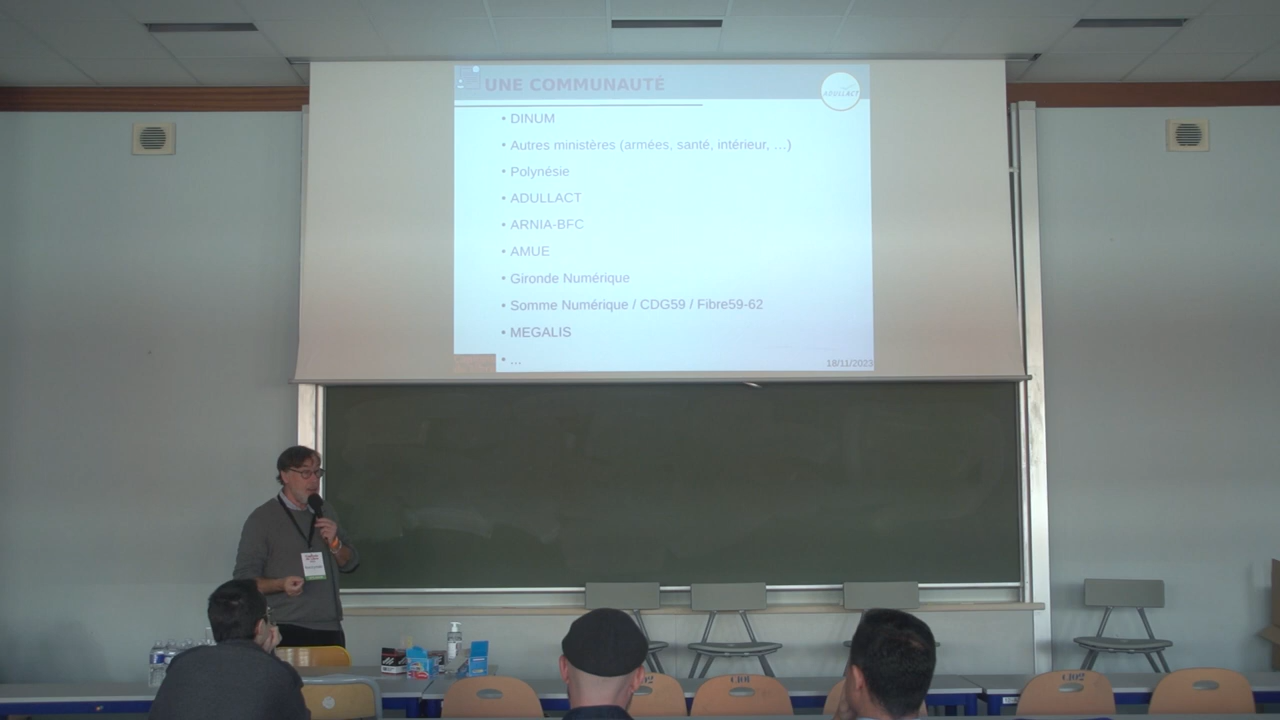 UNE COMMUNAUTÉ
ADULLACT
• DINUM
• Autres ministères (armées, santé, intérieur, ...)
• Polynésie
• ADULLACT
• ARNIA-BFC
• AMUE
• Gironde Numérique
• Somme Numérique / CDG59 / Fibre59-62
• MEGALIS
• ...
18/11/2023